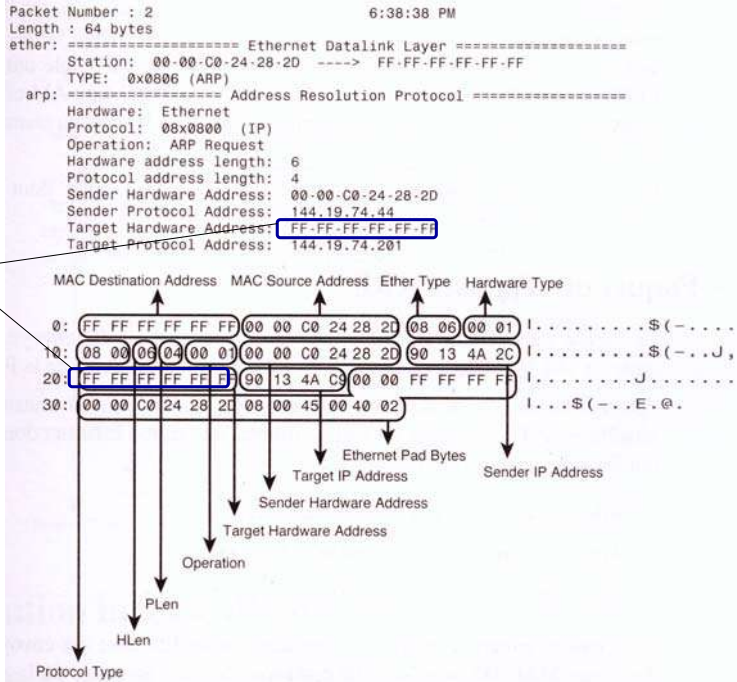 Packet Number : 2 6:38:38 PM
Length : 64 bytes
ether: ==================== Ethernet Datalink Layer ====================
Station: 00-00-C0-24-28-2D ----> FF-FF-FF-FF-FF-FF
TYPE: 0x0806 (ARP)
arp: ================== Address Resolution Protocol ==================
Hardware: Ethernet
Protocol: 08x0800 (IP)
Operation: ARP Request
Hardware address length: 6
Protocol address length: 4
Sender Hardware Address: 00-00-C0-24-28-2D
Sender Protocol Address: 144.19.74.44
Target Hardware Address: FF-FF-FF-FF-FF-FF
Target Protocol Address: 144.19.74.201
MAC Destination Address MAC Source Address Ether Type Hardware Type
0: FF FF FF FF FF FF 00 00 C0 24 28 2D 08 06 00 01 I.........$(-....
10: 08 00 06 04 00 01 00 00 C0 24 28 2D 90 13 4A 2C I.........$(-..J,
20: FF FF FF FF FF FF 90 13 4A C9 00 00 FF FF FF FF I........J.......
30: 00 00 C0 24 28 2D 08 00 45 00 40 02 I...$(-..E.@.
Ethernet Pad Bytes
Target IP Address Sender IP Address
Sender Hardware Address
Target Hardware Address
Operation
PLen
HLen
Protocol Type